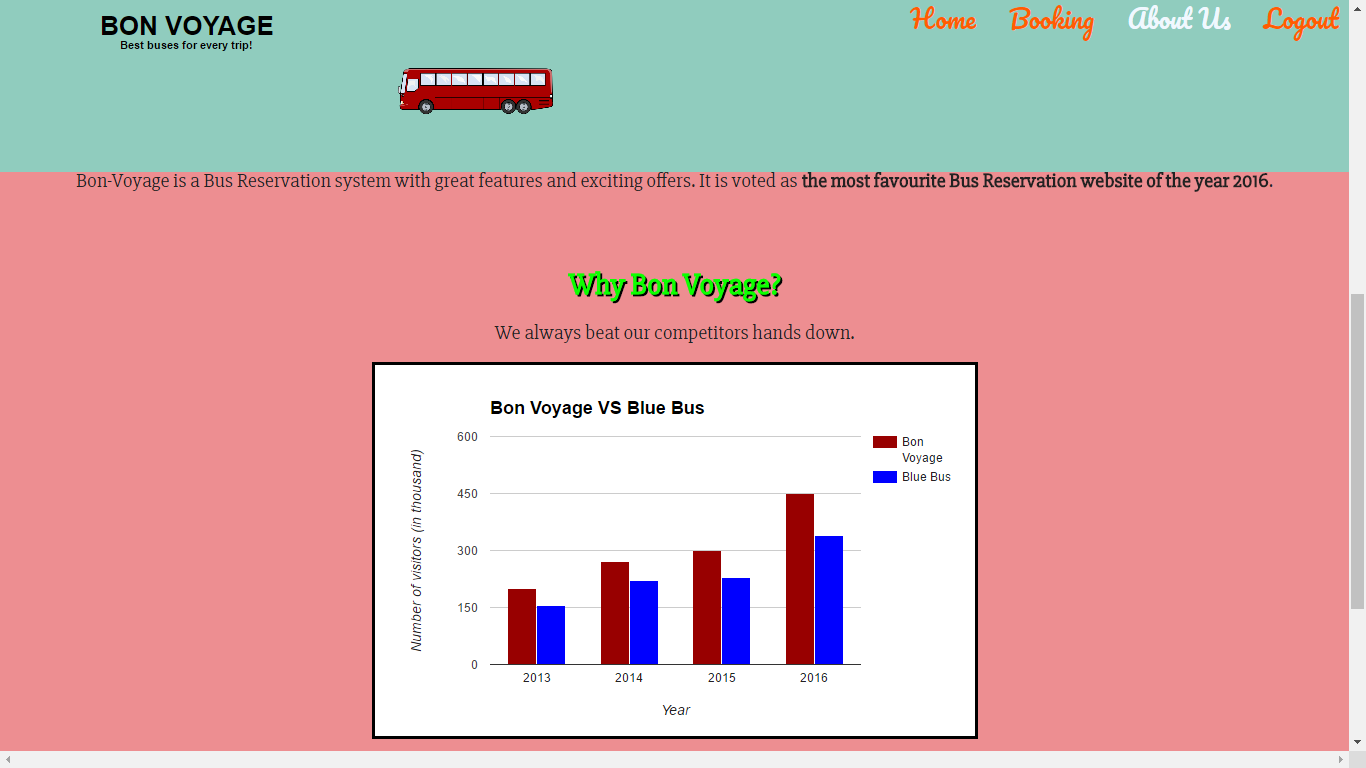 BON VOYAGE
Best buses for every trip!
Home Booking About Us Logout
Bon-Voyage is a Bus Reservation system with great features and exciting offers. It is voted as the most favourite Bus Reservation website of the year 2016.
Why Bon Voyage?
We always beat our competitors hands down.
Bon Voyage VS Blue Bus
Number of visitors (in thousand)
600
450
300
150
0
2013 2014 2015 2016
Year
Bon
Voyage
Blue Bus